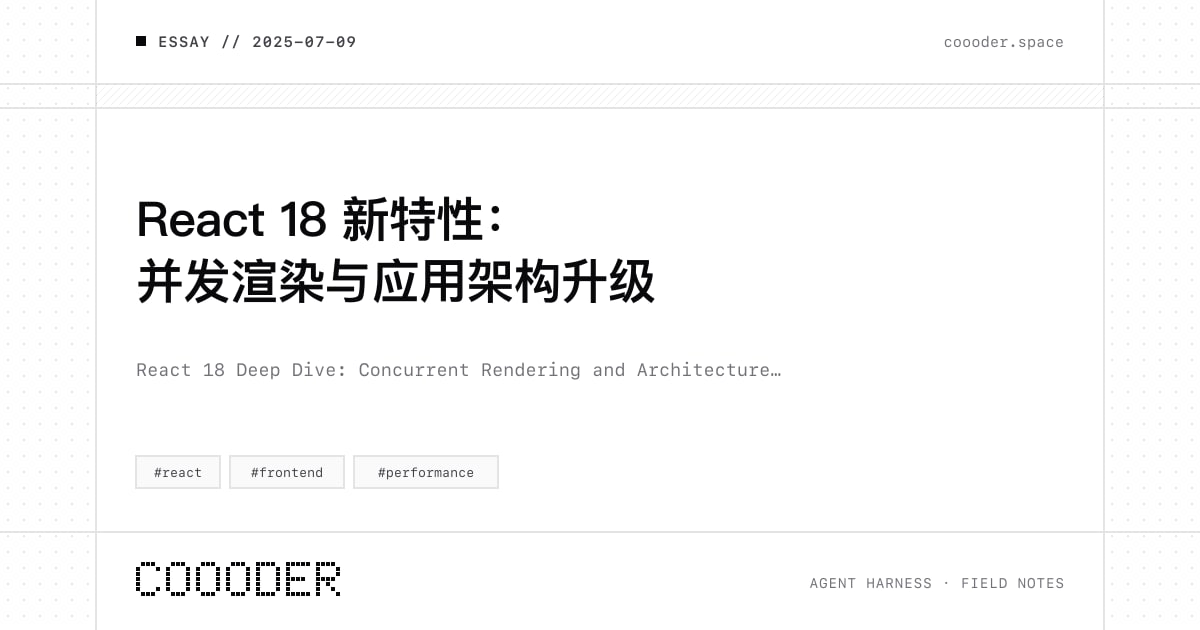 ESSAY // 2025-07-09
coooder.space
React 18 新特性：
并发渲染与应用架构升级
React 18 Deep Dive: Concurrent Rendering and Architecture…
#react
#frontend
#performance
COOODER
AGENT HARNESS · FIELD NOTES